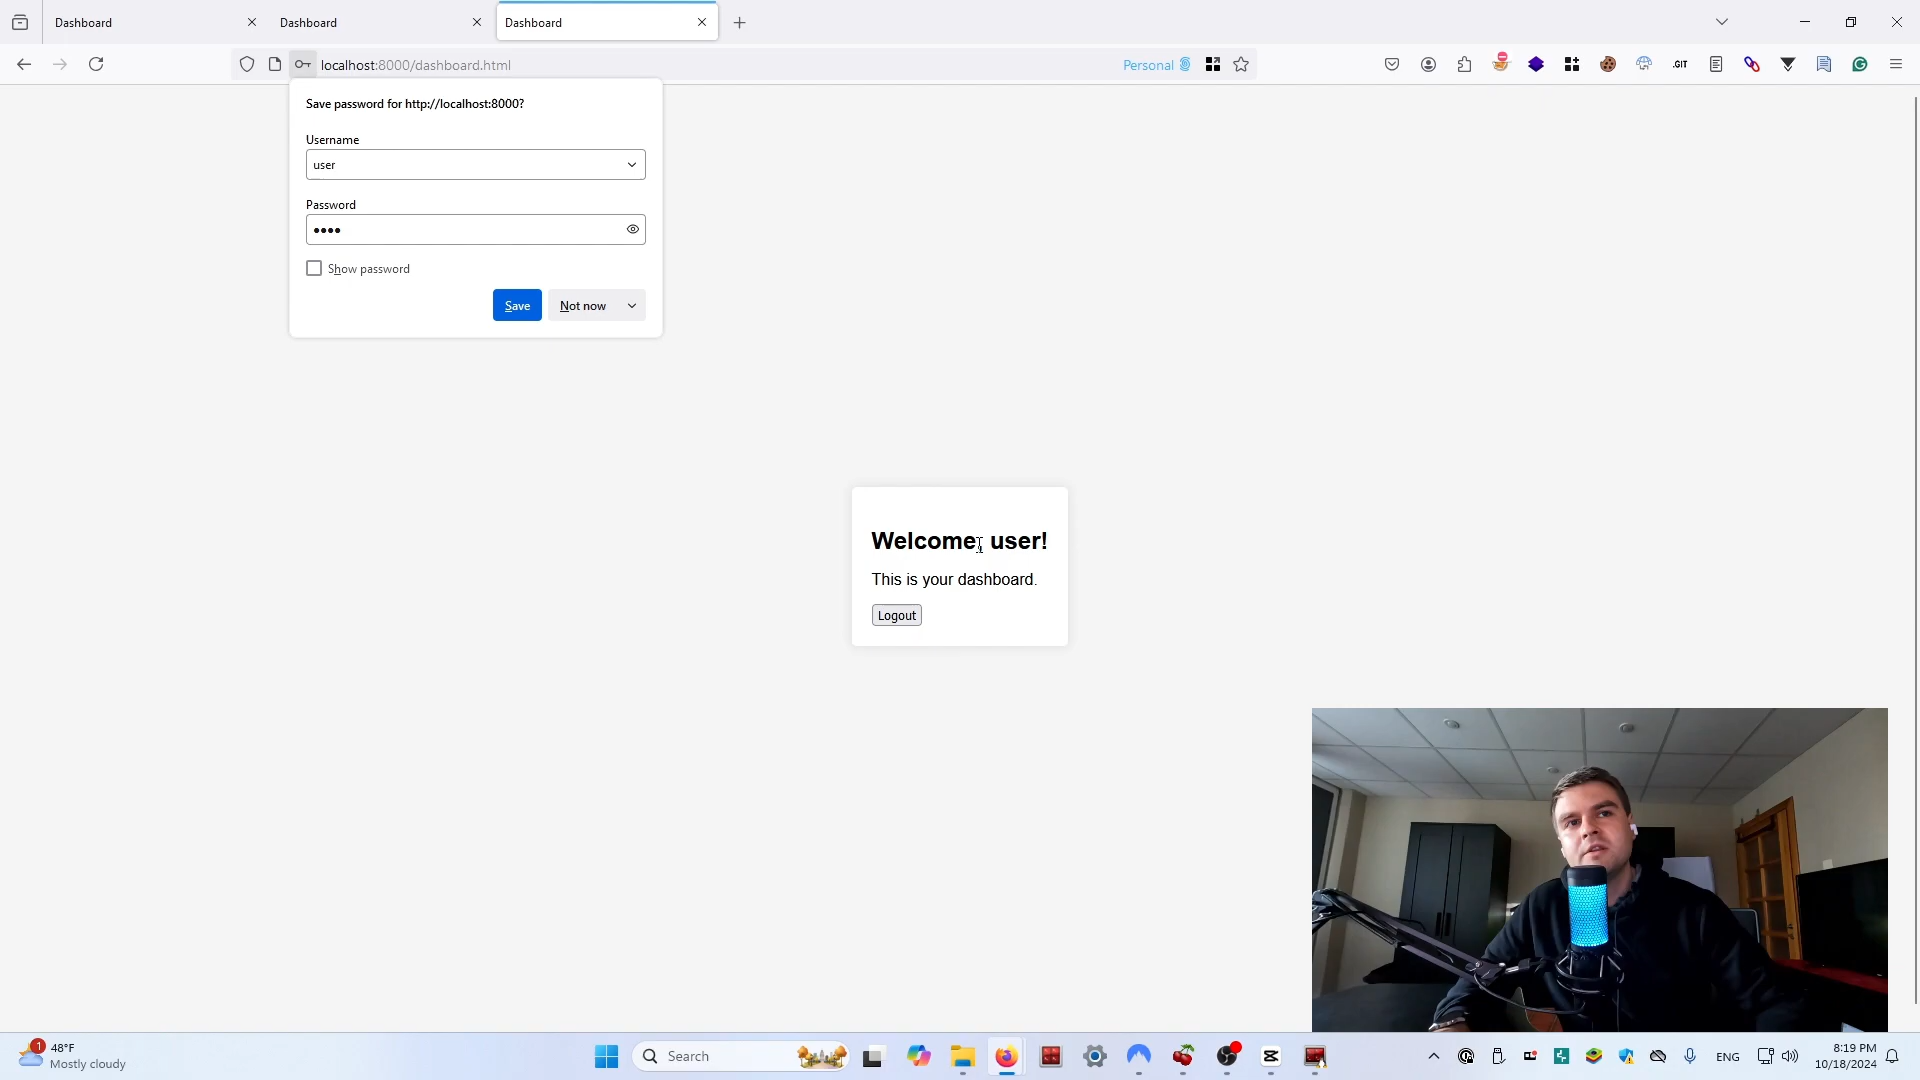 Dashboard
Dashboard
Dashboard
localhost:8000/dashboard.html
Personal
.GIT
Save password for http://localhost:8000?
Username
user
Password
••••
Show password
Save
Not now
Welcome, user!
This is your dashboard.
Logout
1
48°F
Mostly cloudy
Search
ENG
8:19 PM
10/18/2024